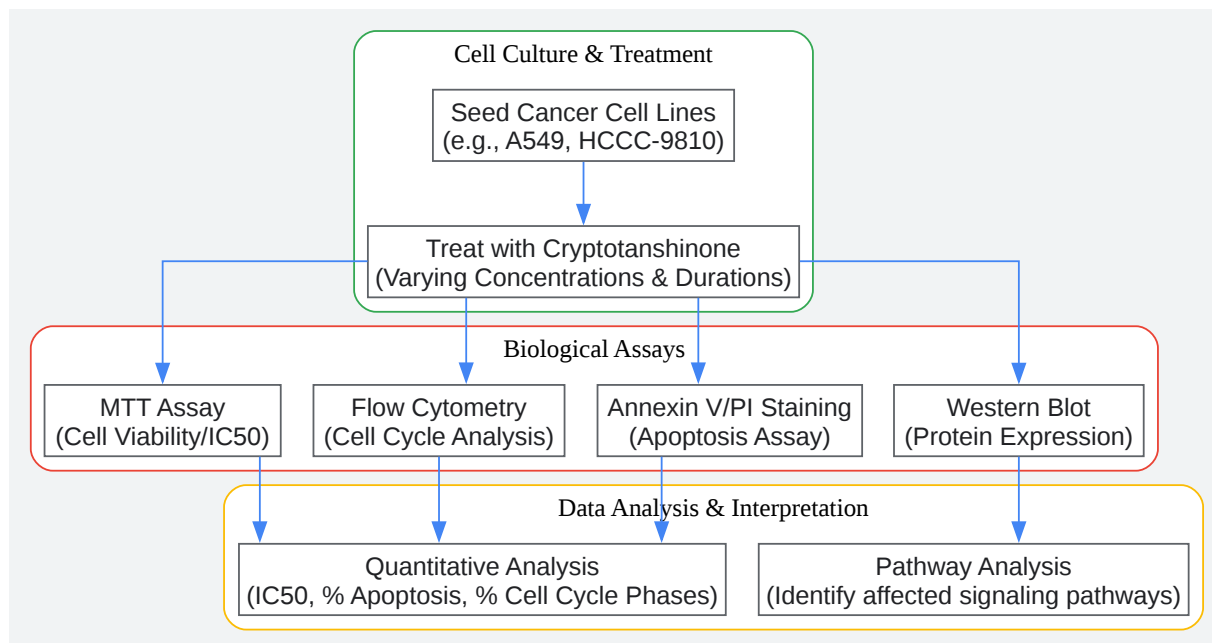 Cell Culture & Treatment
Seed Cancer Cell Lines
(e.g., A549, HCCC-9810)
Treat with Cryptotanshinone
(Varying Concentrations & Durations)
Biological Assays
MTT Assay
(Cell Viability/IC50)
Flow Cytometry
(Cell Cycle Analysis)
Annexin V/PI Staining
(Apoptosis Assay)
Western Blot
(Protein Expression)
Data Analysis & Interpretation
Quantitative Analysis
(IC50, % Apoptosis, % Cell Cycle Phases)
Pathway Analysis
(Identify affected signaling pathways)